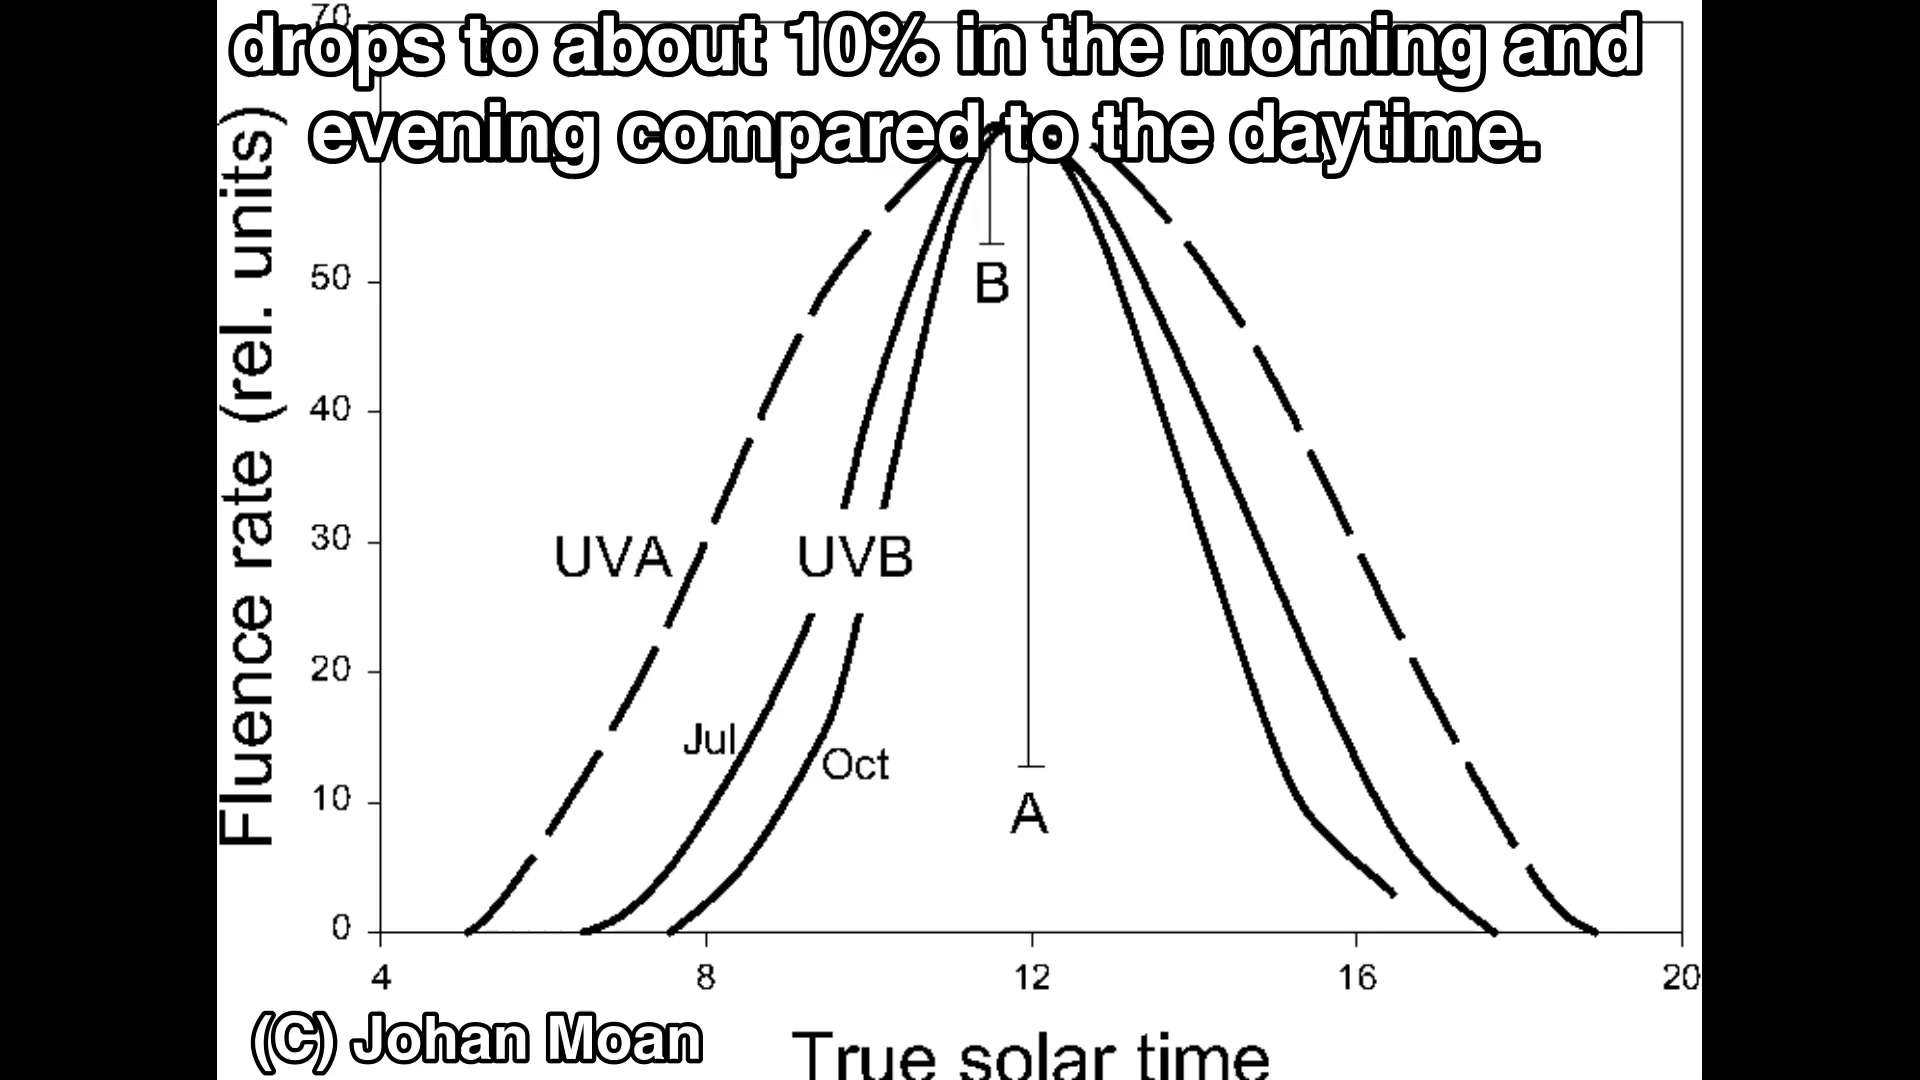 70
drops to about 10% in the morning and
evening compared to the daytime.
Fluence rate (rel. units)
50
B
40
30
UVA
UVB
20
Jul
Oct
10
A
0
4
8
12
16
20
(C) Johan Moan
True solar time